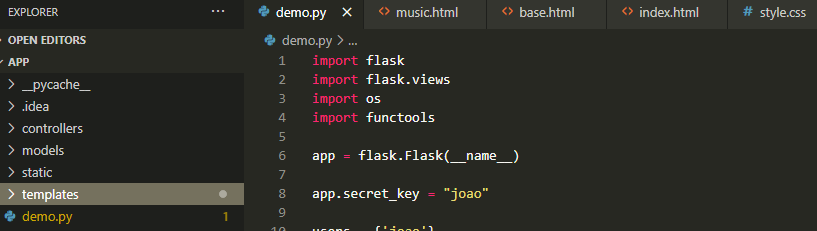 EXPLORER
...
demo.py
music.html
base.html
index.html
# style.css
OPEN EDITORS
demo.py > ...
APP
__pycache__
.idea
controllers
models
static
templates
demo.py 1
1 import flask
2 import flask.views
3 import os
4 import functools
5
6 app = flask.Flask(__name__)
7
8 app.secret_key = "joao"
9
10 users = {'joao'}